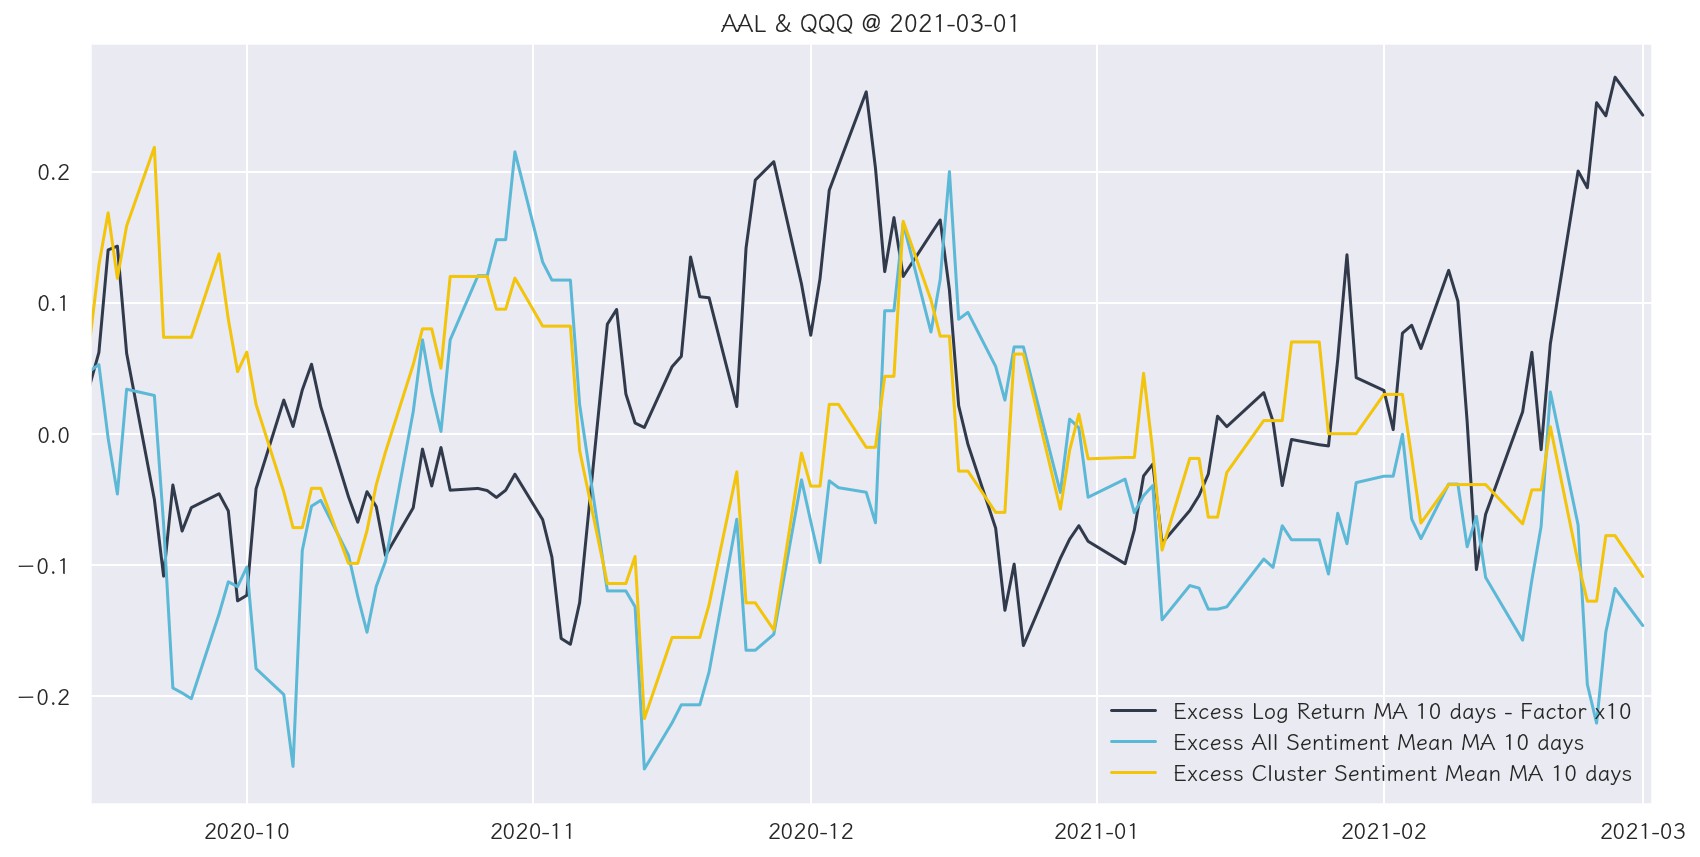 AAL & QQQ @ 2021-03-01
0.2
0.1
0.0
−0.1
−0.2
Excess Log Return MA 10 days - Factor x10
Excess All Sentiment Mean MA 10 days
Excess Cluster Sentiment Mean MA 10 days
2020-10 2020-11 2020-12 2021-01 2021-02 2021-03